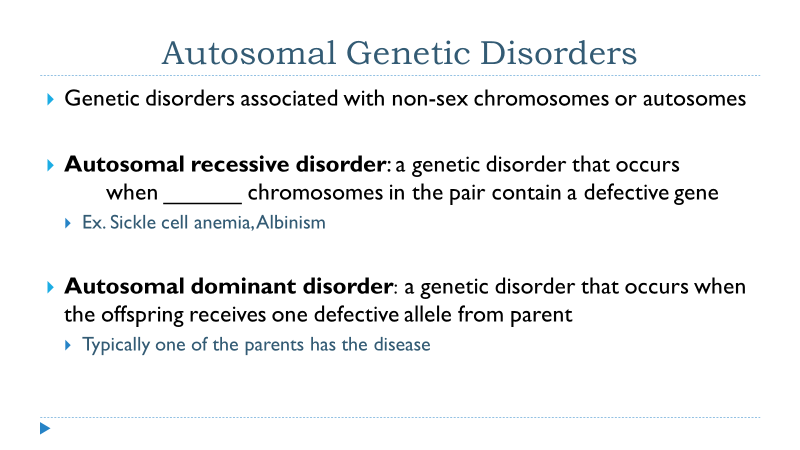 Autosomal Genetic Disorders
Genetic disorders associated with non-sex chromosomes or autosomes
Autosomal recessive disorder: a genetic disorder that occurs
when _______ chromosomes in the pair contain a defective gene
Ex. Sickle cell anemia, Albinism
Autosomal dominant disorder: a genetic disorder that occurs when
the offspring receives one defective allele from parent
Typically one of the parents has the disease